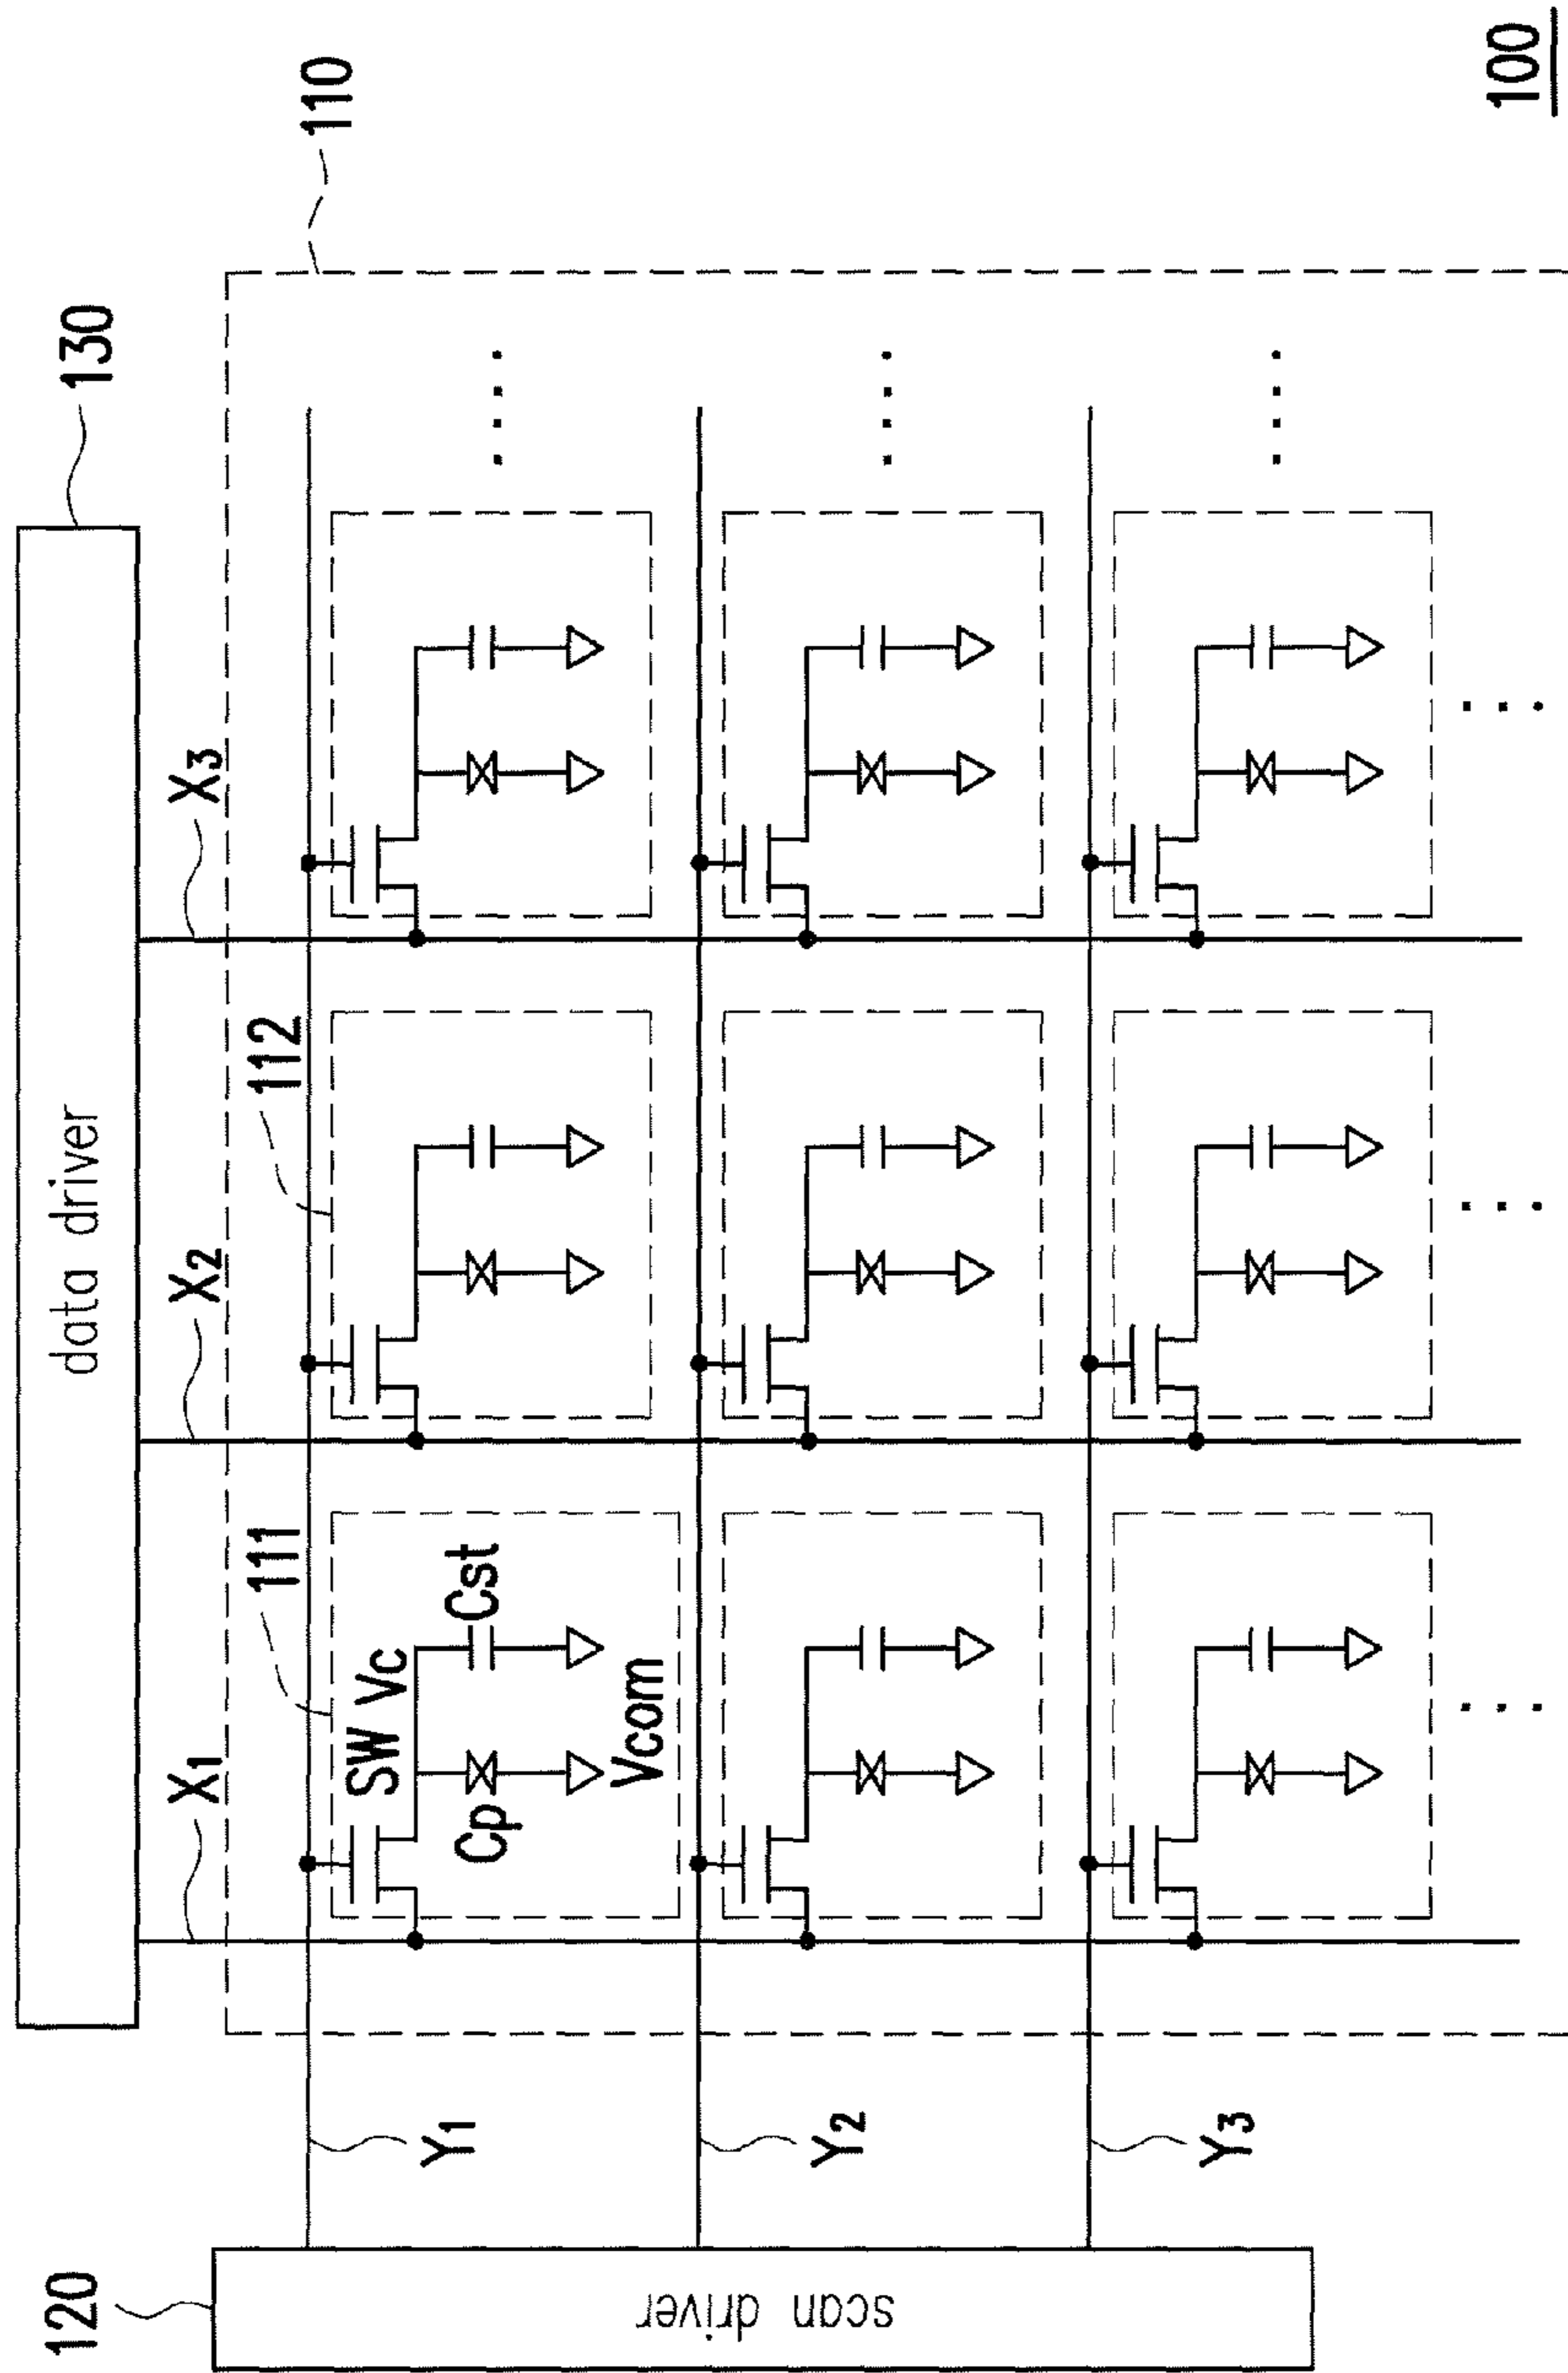 130
data driver
X1
X2
X3
110
111
112
SW Vc
Cp
Cst
Vcom
Y1
Y2
Y3
120
scan driver
100